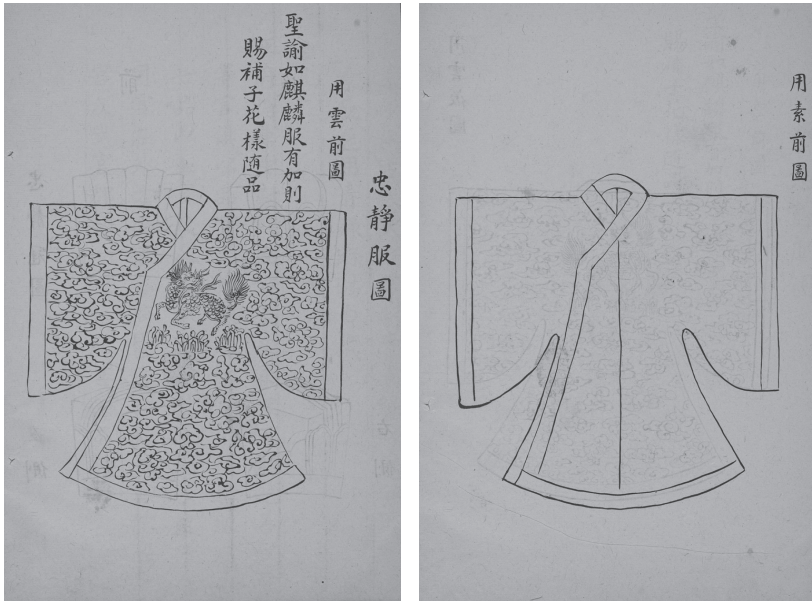 忠靜服圖
用雲前圖
聖諭如麒麟服有加則
賜補子花樣隨品
用素前圖